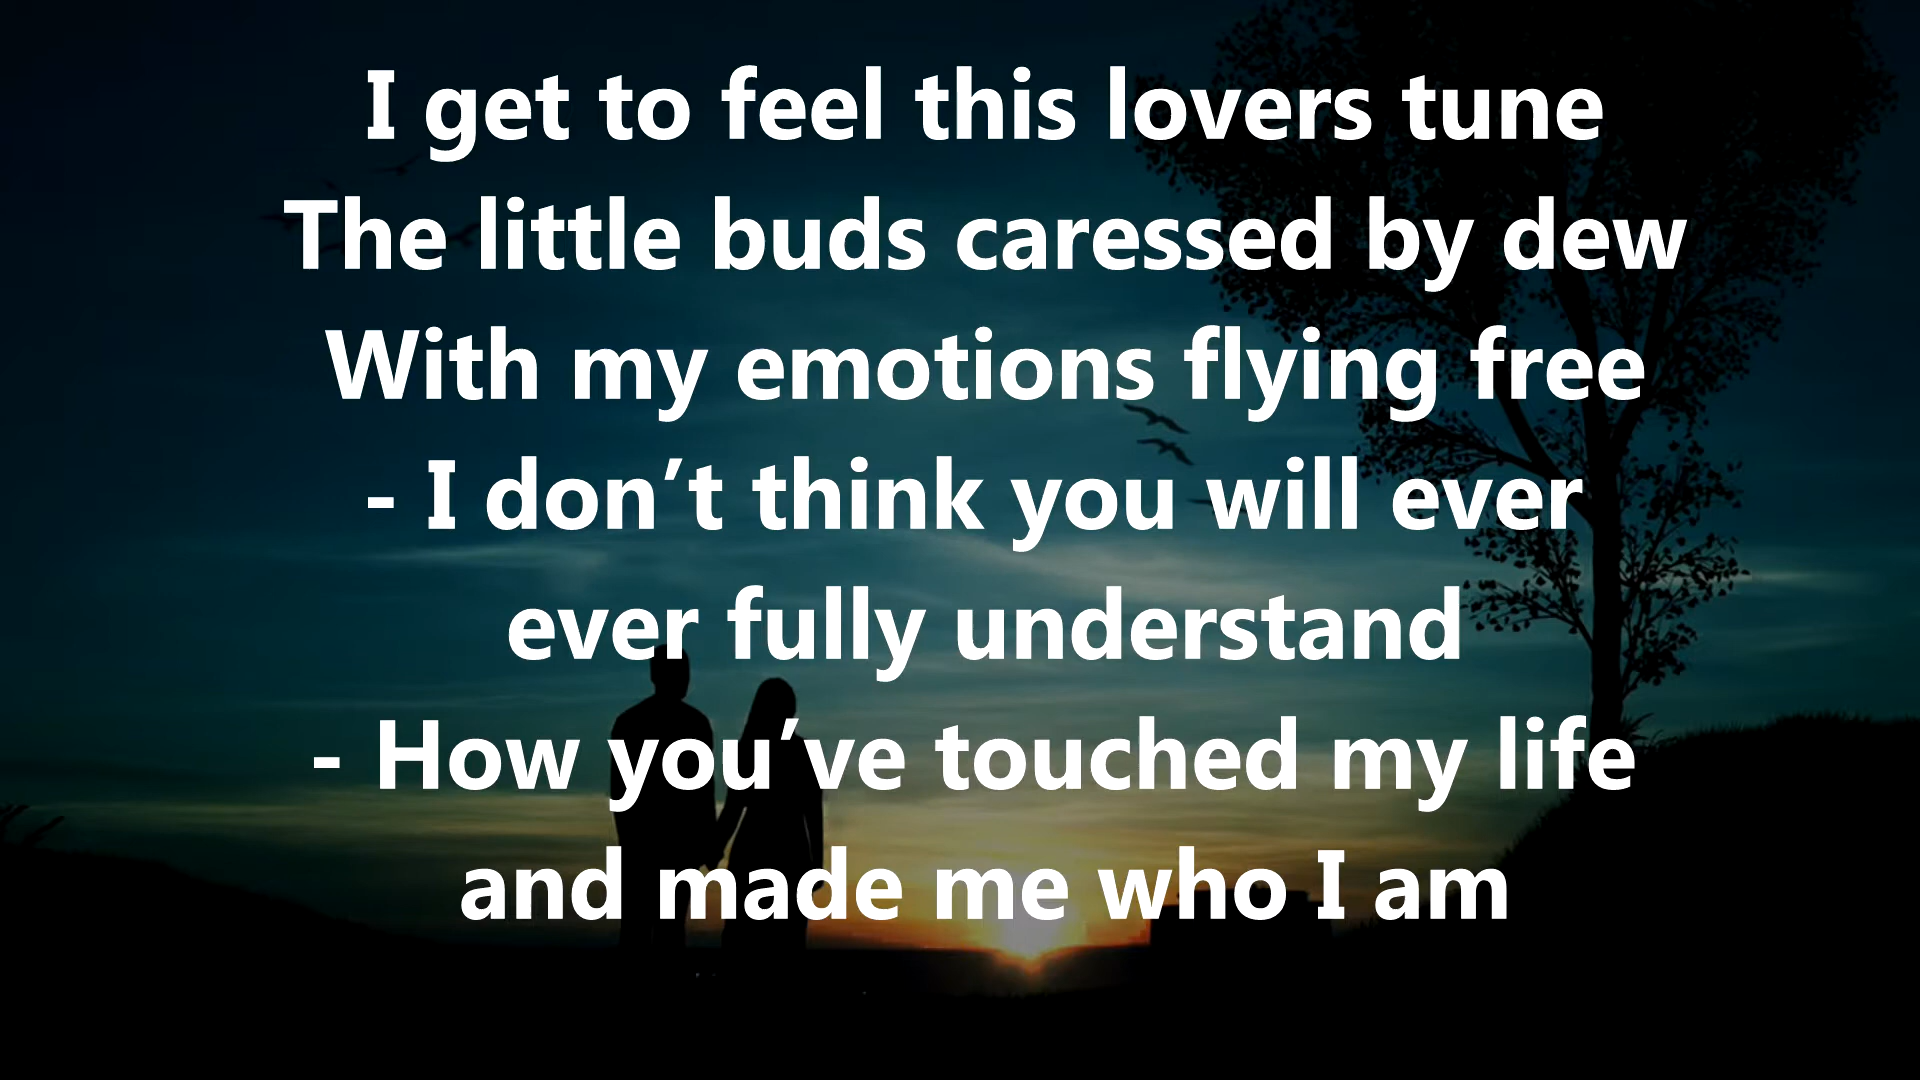 I get to feel this lovers tune
The little buds caressed by dew
With my emotions flying free
- I don’t think you will ever
ever fully understand
- How you’ve touched my life
and made me who I am